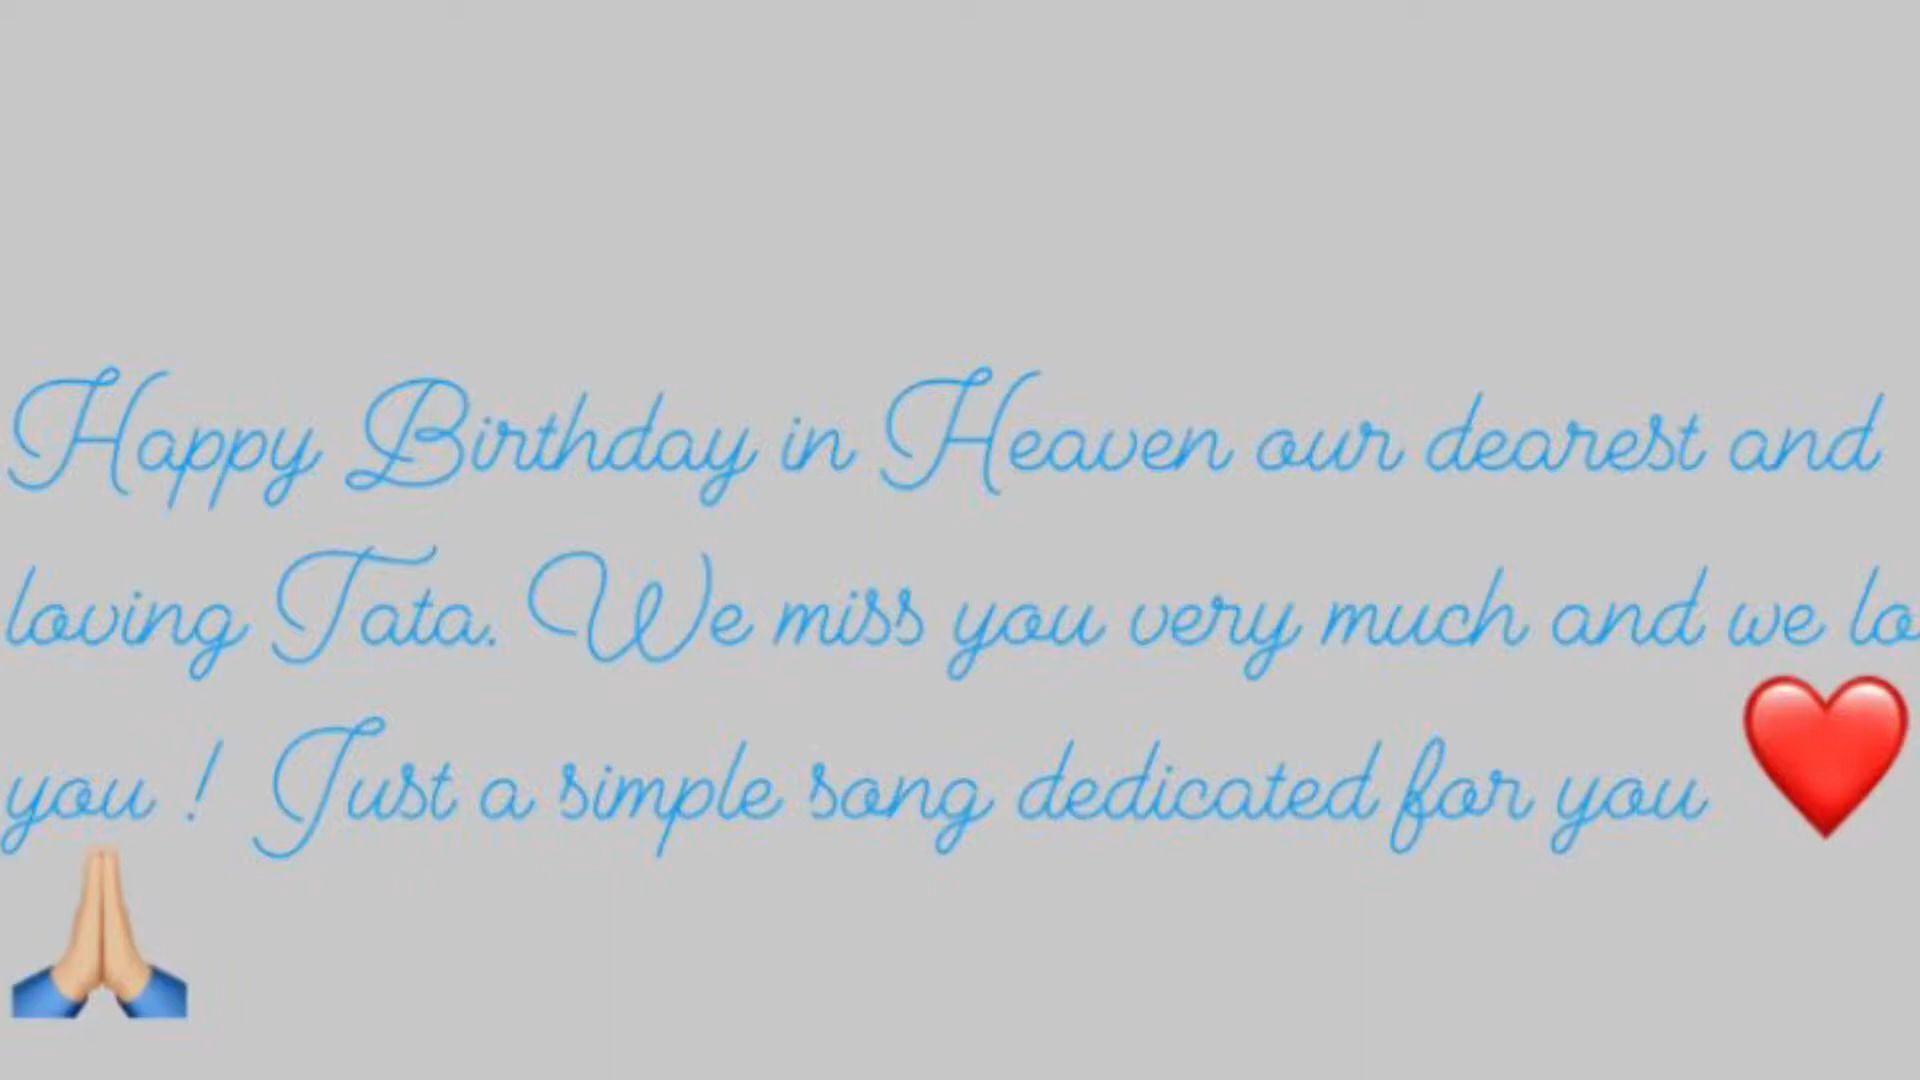 Happy Birthday in Heaven our dearest and
loving Tata. We miss you very much and we lo
you ! Just a simple song dedicated for you ❤️
🙏🏼